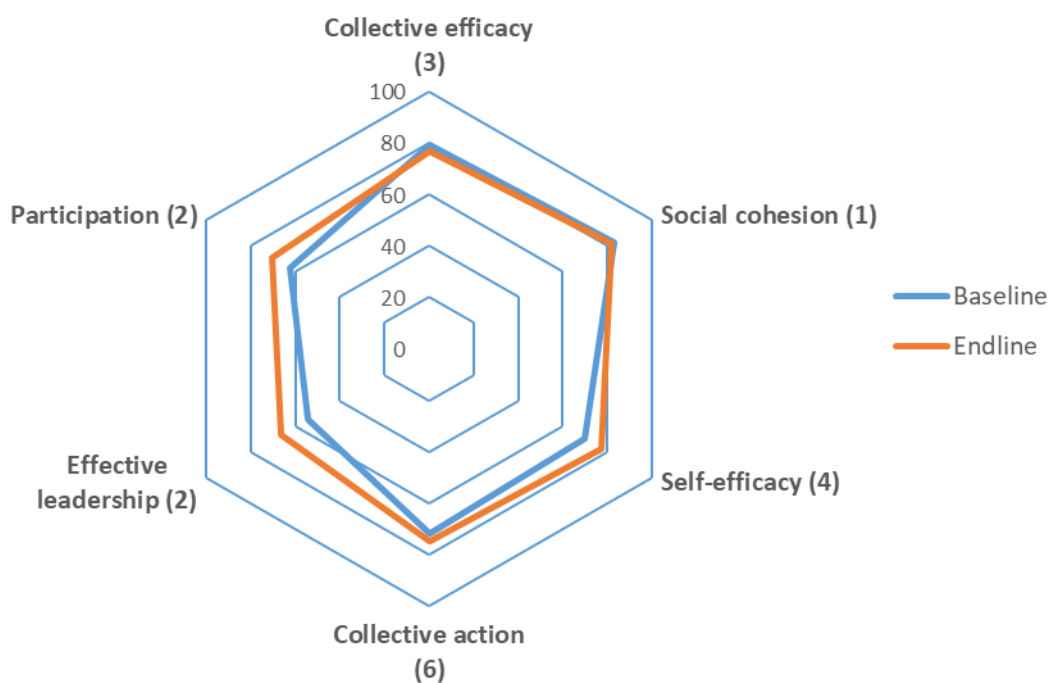 Collective efficacy
(3)
100
80
60
40
20
0
Participation (2)
Social cohesion (1)
Baseline
Endline
Effective
leadership (2)
Self-efficacy (4)
Collective action
(6)